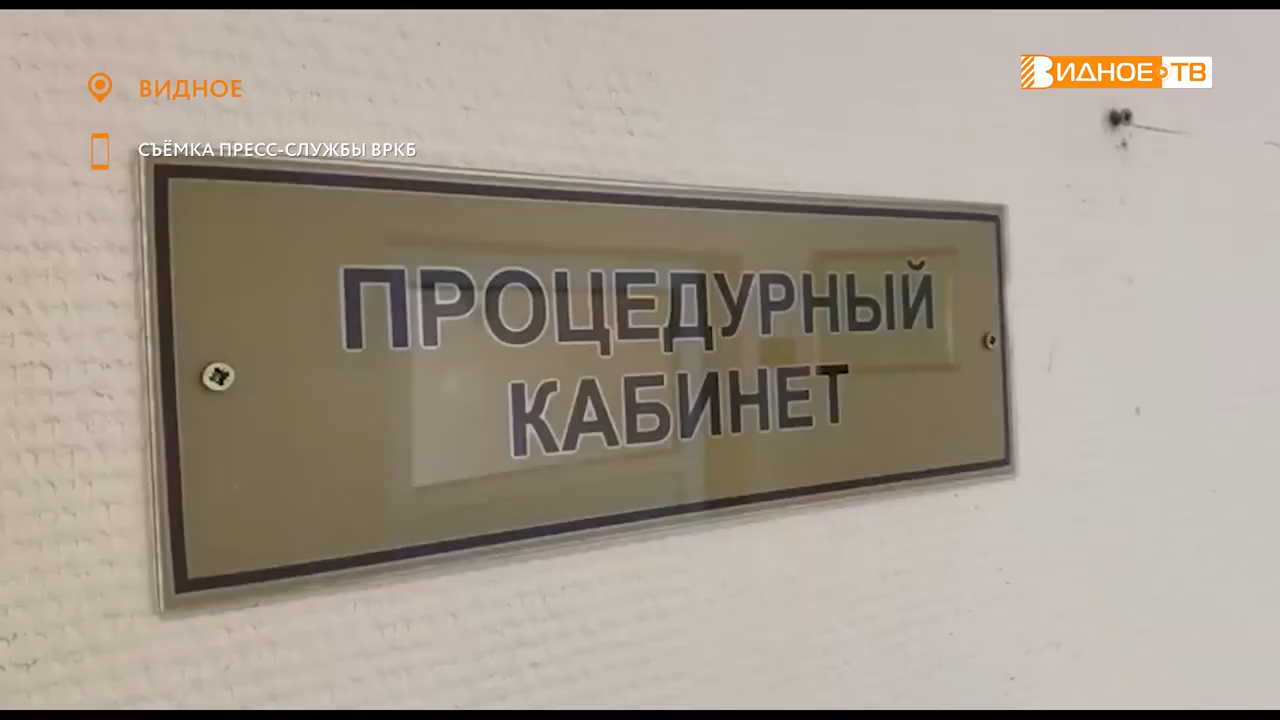 ВИДНОЕ
ВИДНОЕ ТВ
СЪЁМКА ПРЕСС-СЛУЖБЫ ВРКБ
ПРОЦЕДУРНЫЙ
КАБИНЕТ